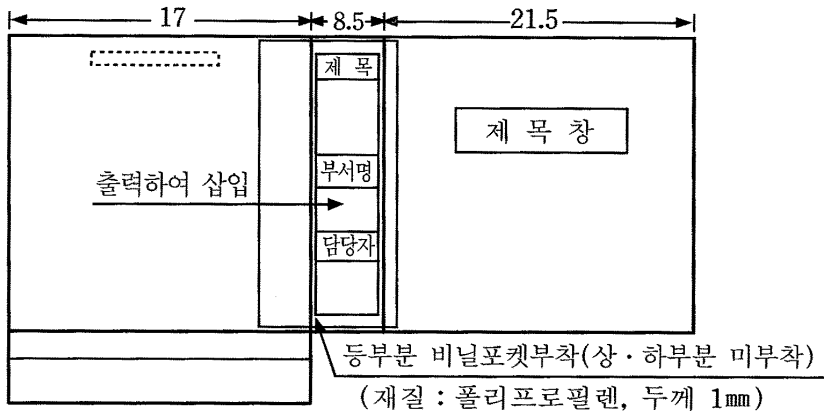 17 8.5 21.5
제 목
제 목 창
부서명
출력하여 삽입
담당자
등부분 비닐포켓부착(상·하부분 미부착)
(재질 : 폴리프로필렌, 두께 1mm)